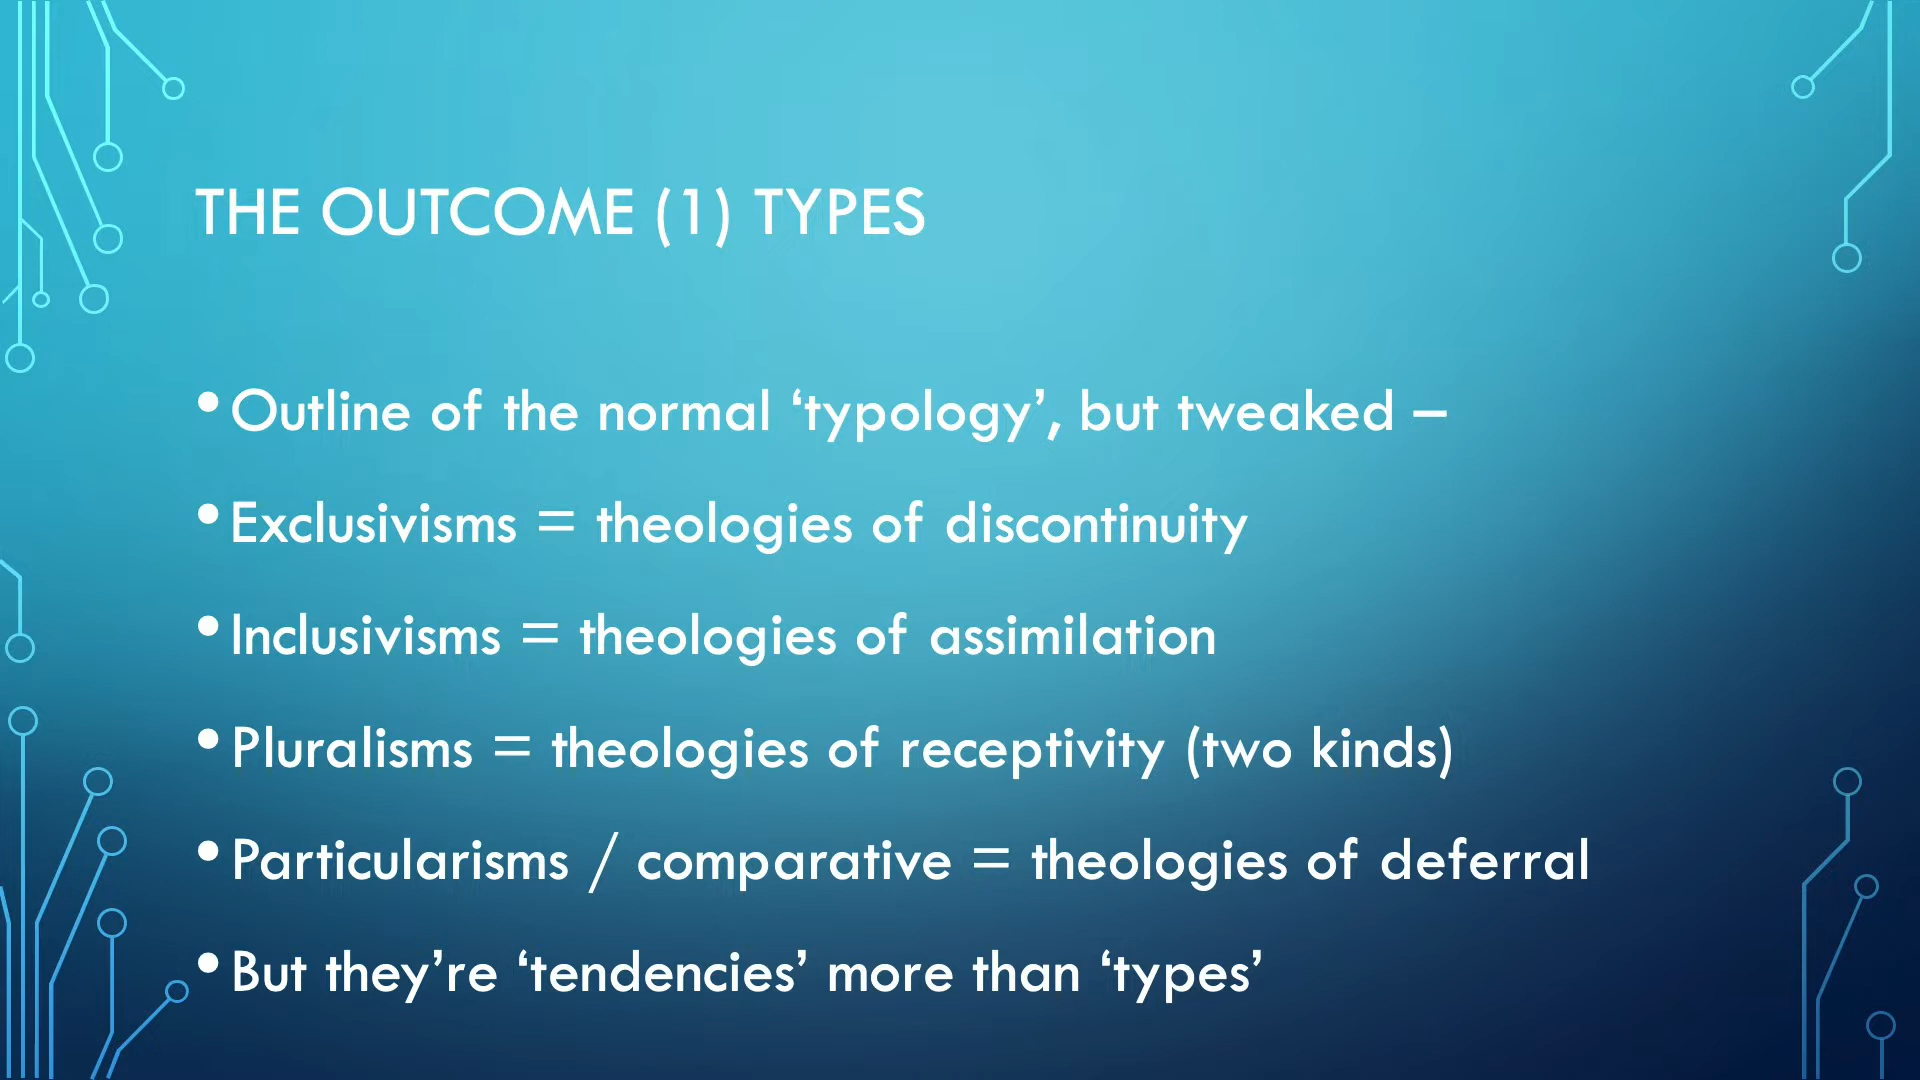 THE OUTCOME (1) TYPES
• Outline of the normal ‘typology’, but tweaked –
• Exclusivisms = theologies of discontinuity
• Inclusivisms = theologies of assimilation
• Pluralisms = theologies of receptivity (two kinds)
• Particularisms / comparative = theologies of deferral
• But they’re ‘tendencies’ more than ‘types’